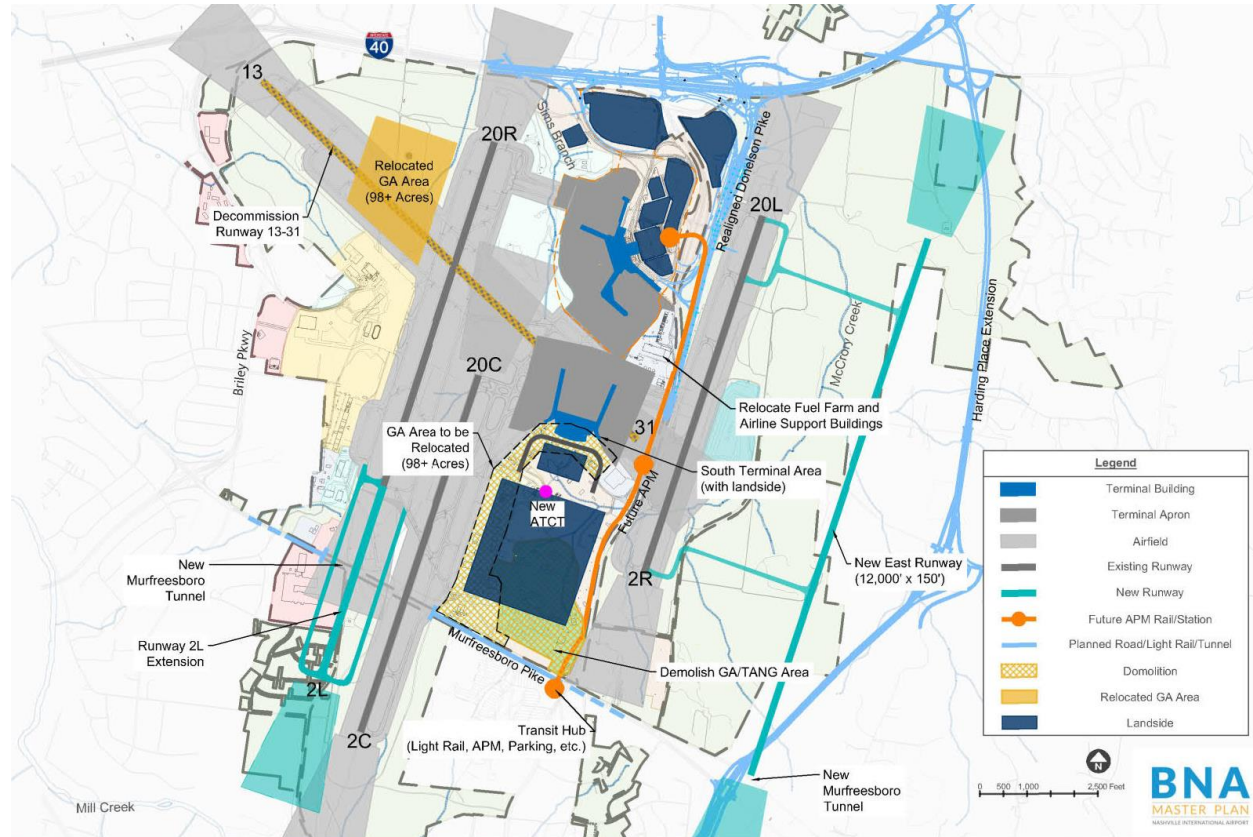 INTERSTATE
40
13
20R
Sims Branch
Relocated
GA Area
(98+ Acres)
Realigned Donelson Pike
Decommission
Runway 13-31
20L
McCrory Creek
Harding Place Extension
Briley Pkwy
20C
Relocate Fuel Farm and
Airline Support Buildings
GA Area to be
Relocated
(98+ Acres)
31
South Terminal Area
(with landside)
Future APM
New
ATCT
New East Runway
(12,000' x 150')
New
Murfreesboro
Tunnel
2R
Runway 2L
Extension
Murfreesboro Pike
Demolish GA/TANG Area
2L
2C
Transit Hub
(Light Rail, APM, Parking, etc.)
New
Murfreesboro
Tunnel
Mill Creek
Legend
Terminal Building
Terminal Apron
Airfield
Existing Runway
New Runway
Future APM Rail/Station
Planned Road/Light Rail/Tunnel
Domolition
Relocated GA Area
Landside
N
0 500 1,000 2,500 Feet
BNA
MASTER PLAN
NASHVILLE INTERNATIONAL AIRPORT